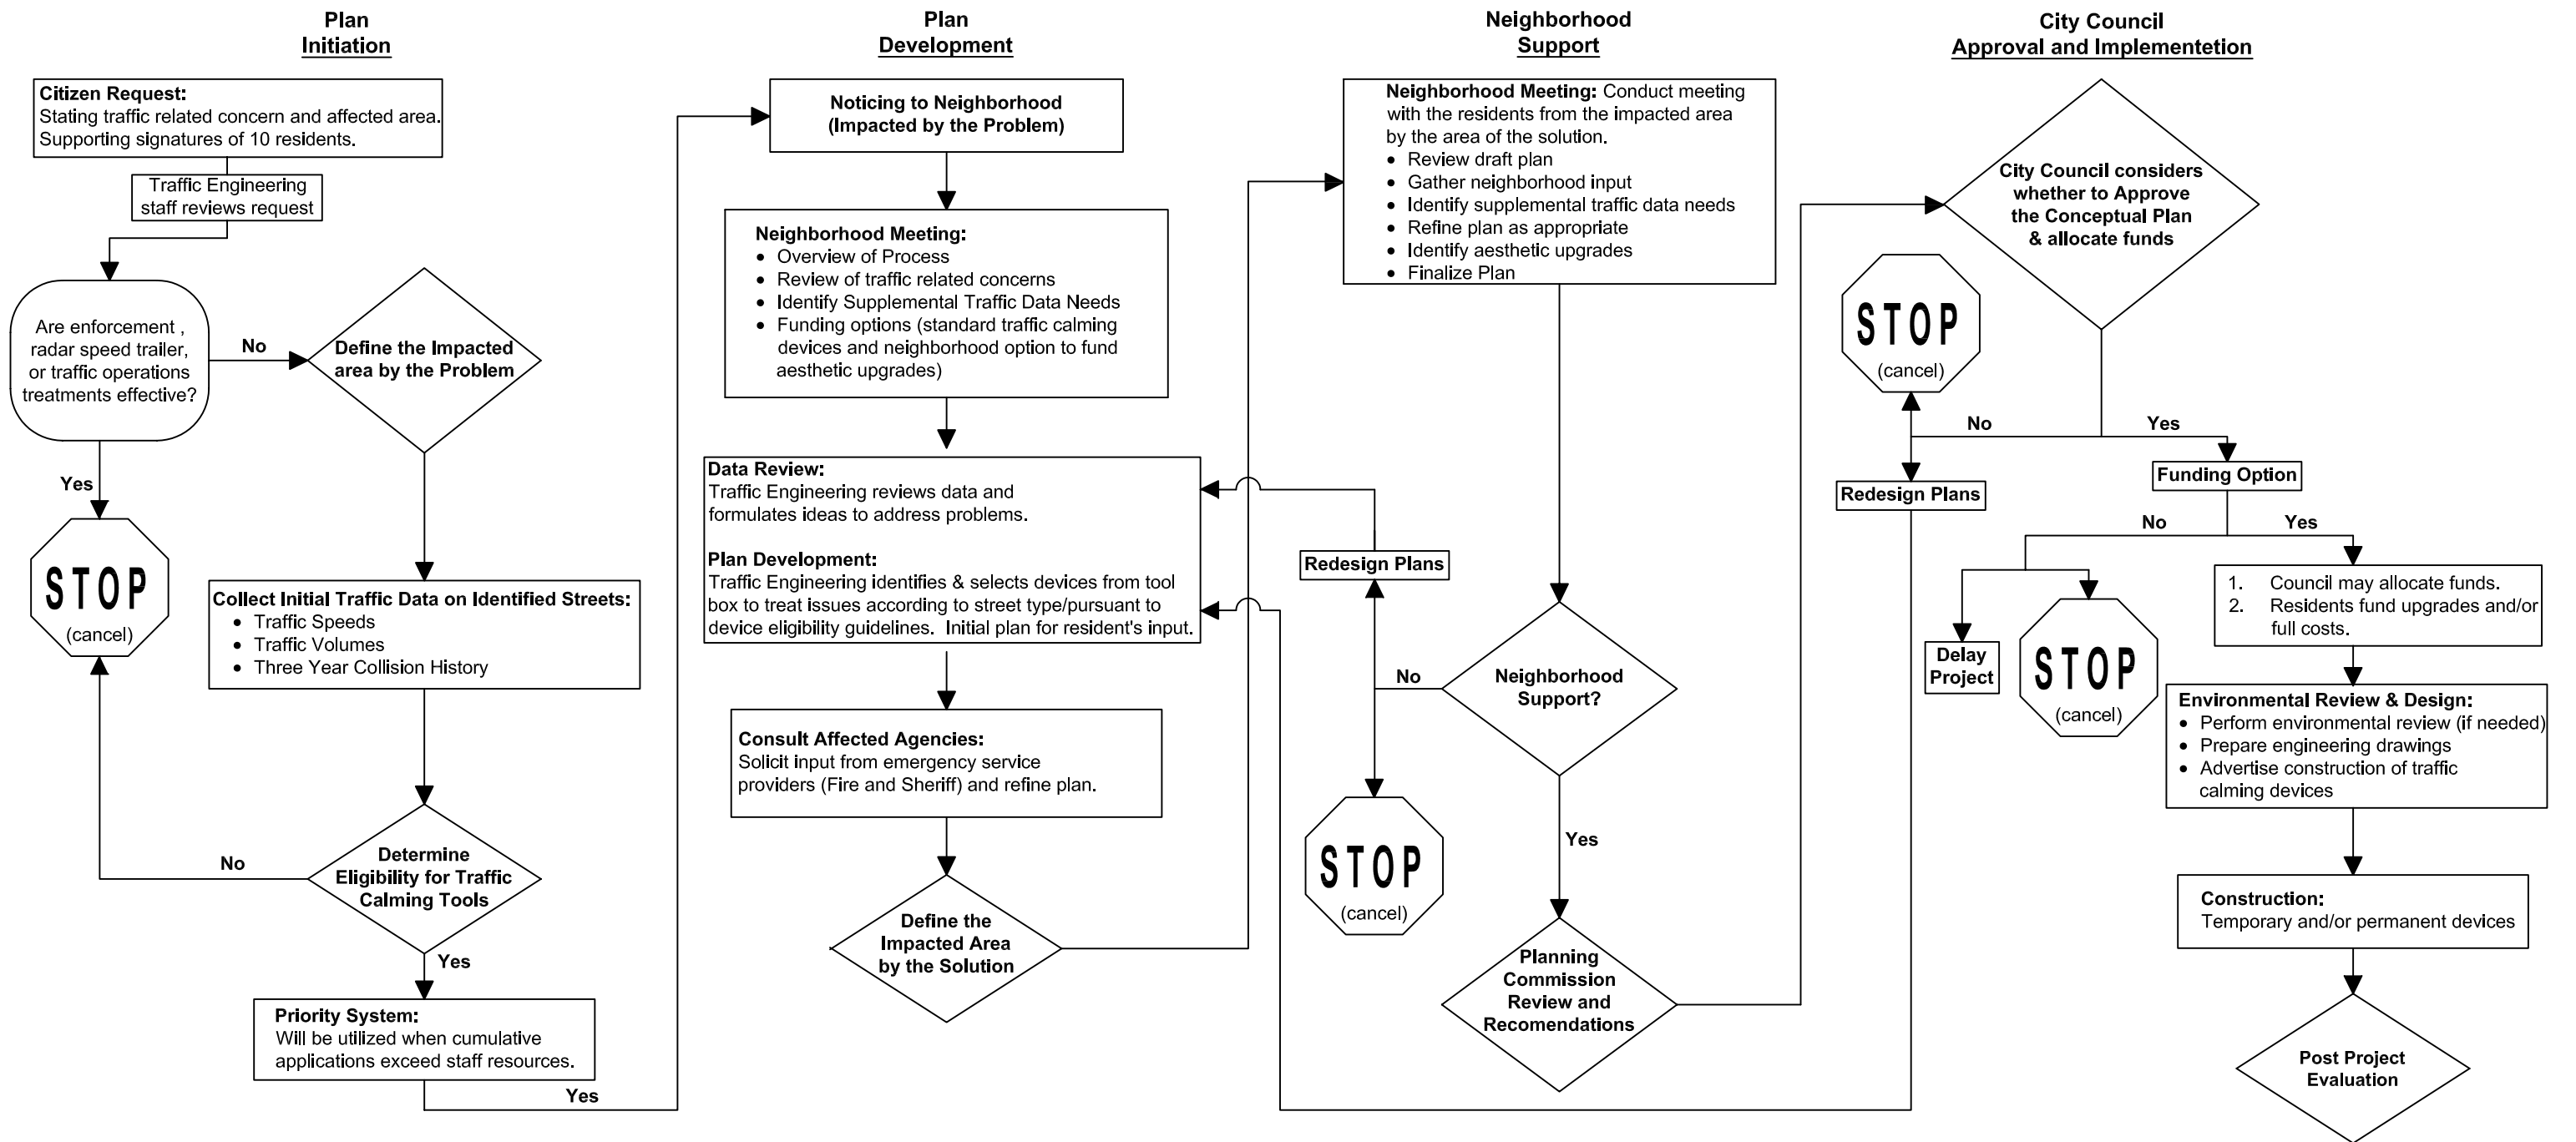 Plan
Initiation
Citizen Request:
Stating traffic related concern and affected area.
Supporting signatures of 10 residents.
Traffic Engineering
staff reviews request
Are enforcement ,
radar speed trailer,
or traffic operations
treatments effective?
No
Define the Impacted
area by the Problem
Yes
STOP
(cancel)
Collect Initial Traffic Data on Identified Streets:
• Traffic Speeds
• Traffic Volumes
• Three Year Collision History
No
Determine
Eligibility for Traffic
Calming Tools
Yes
Priority System:
Will be utilized when cumulative
applications exceed staff resources.
Yes
Plan
Development
Noticing to Neighborhood
(Impacted by the Problem)
Neighborhood Meeting:
• Overview of Process
• Review of traffic related concerns
• Identify Supplemental Traffic Data Needs
• Funding options (standard traffic calming
devices and neighborhood option to fund
aesthetic upgrades)
Data Review:
Traffic Engineering reviews data and
formulates ideas to address problems.
Plan Development:
Traffic Engineering identifies & selects devices from tool
box to treat issues according to street type/pursuant to
device eligibility guidelines. Initial plan for resident's input.
Consult Affected Agencies:
Solicit input from emergency service
providers (Fire and Sheriff) and refine plan.
Define the
Impacted Area
by the Solution
Neighborhood
Support
Neighborhood Meeting: Conduct meeting
with the residents from the impacted area
by the area of the solution.
• Review draft plan
• Gather neighborhood input
• Identify supplemental traffic data needs
• Refine plan as appropriate
• Identify aesthetic upgrades
• Finalize Plan
Redesign Plans
No
Neighborhood
Support?
STOP
(cancel)
Yes
Planning
Commission
Review and
Recomendations
City Council
Approval and Implementetion
City Council considers
whether to Approve
the Conceptual Plan
& allocate funds
STOP
(cancel)
No
Yes
Redesign Plans
Funding Option
No
Yes
Delay
Project
STOP
(cancel)
1. Council may allocate funds.
2. Residents fund upgrades and/or
full costs.
Environmental Review & Design:
• Perform environmental review (if needed)
• Prepare engineering drawings
• Advertise construction of traffic
calming devices
Construction:
Temporary and/or permanent devices
Post Project
Evaluation